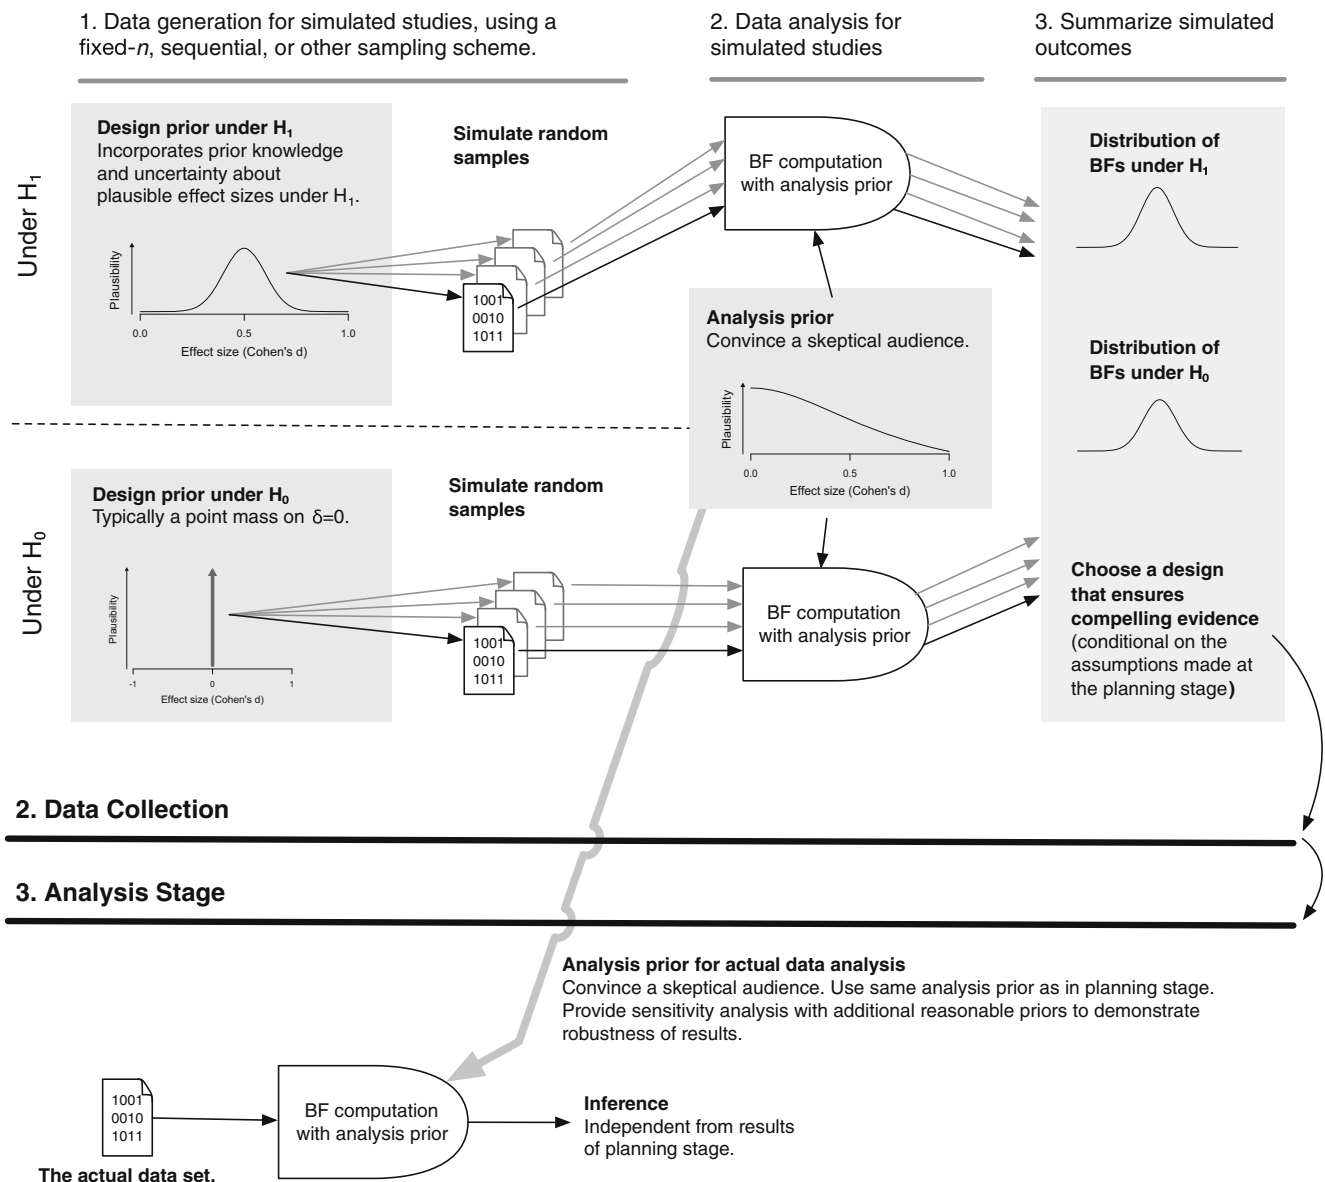 1. Data generation for simulated studies, using a
fixed-n, sequential, or other sampling scheme.
2. Data analysis for
simulated studies
3. Summarize simulated
outcomes
Under H₁
Design prior under H₁
Incorporates prior knowledge
and uncertainty about
plausible effect sizes under H₁.
Plausibility
0.0
0.5
1.0
Effect size (Cohen's d)
Simulate random
samples
1001
0010
1011
BF computation
with analysis prior
Distribution of
BFs under H₁
Analysis prior
Convince a skeptical audience.
Plausibility
0.0
0.5
1.0
Effect size (Cohen's d)
Distribution of
BFs under H₀
Under H₀
Design prior under H₀
Typically a point mass on δ=0.
Plausibility
-1
0
1
Effect size (Cohen's d)
Simulate random
samples
1001
0010
1011
BF computation
with analysis prior
Choose a design
that ensures
compelling evidence
(conditional on the
assumptions made at
the planning stage)
2. Data Collection
3. Analysis Stage
Analysis prior for actual data analysis
Convince a skeptical audience. Use same analysis prior as in planning stage.
Provide sensitivity analysis with additional reasonable priors to demonstrate
robustness of results.
1001
0010
1011
The actual data set.
BF computation
with analysis prior
Inference
Independent from results
of planning stage.